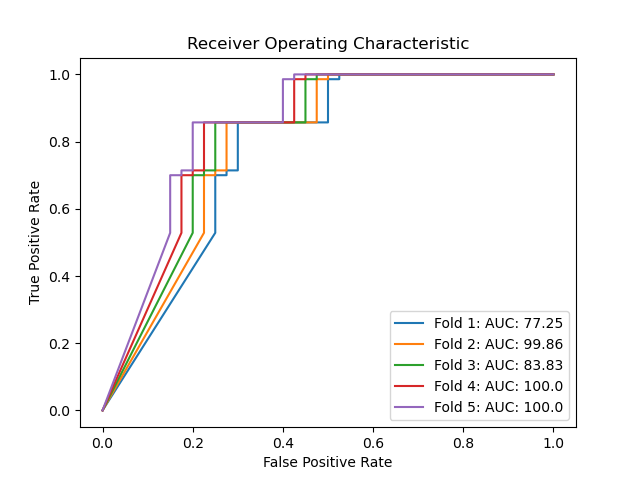 Receiver Operating Characteristic
True Positive Rate
1.0
0.8
0.6
0.4
0.2
0.0
Fold 1: AUC: 77.25
Fold 2: AUC: 99.86
Fold 3: AUC: 83.83
Fold 4: AUC: 100.0
Fold 5: AUC: 100.0
0.0 0.2 0.4 0.6 0.8 1.0
False Positive Rate